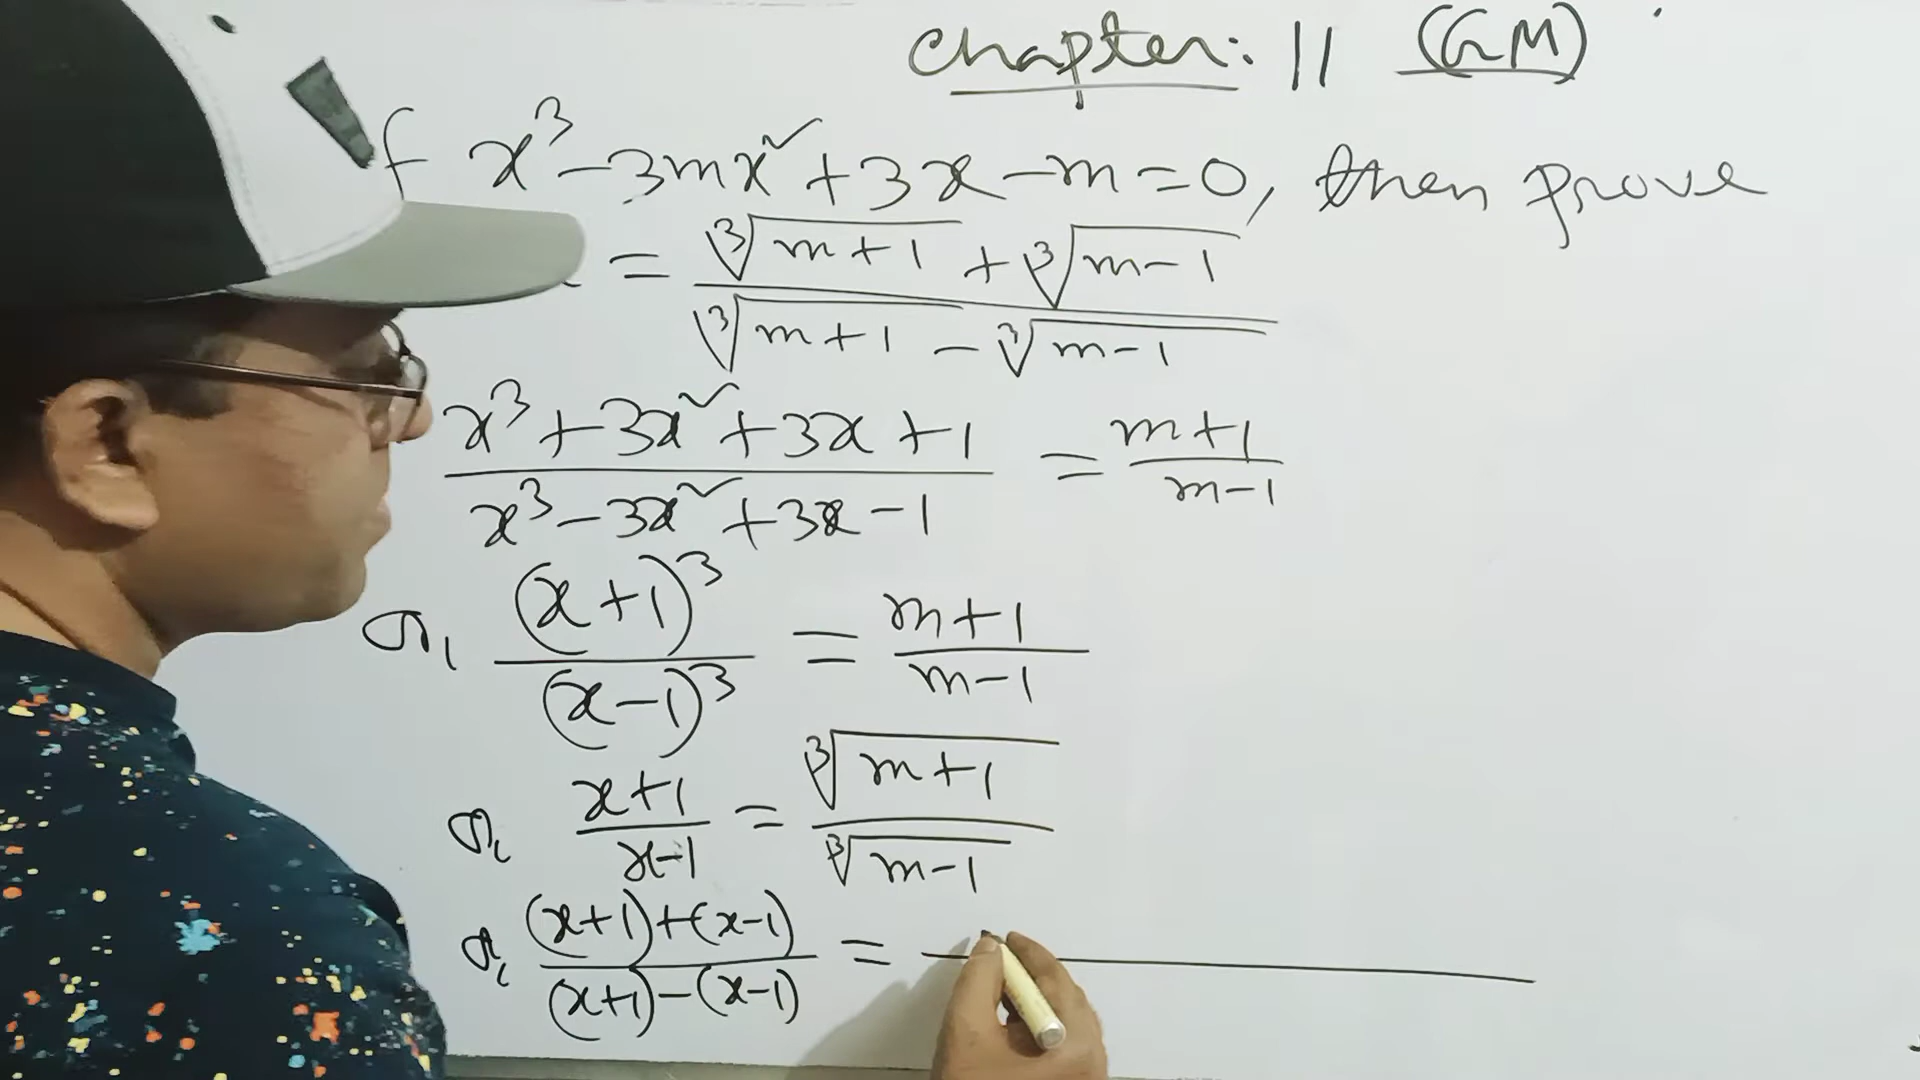 Chapter: 11 (GM)
f x³ - 3mx² + 3x - m = 0, then prove
= (∛(m+1) + ∛(m-1)) / (∛(m+1) - ∛(m-1))
(x³ + 3x² + 3x + 1) / (x³ - 3x² + 3x - 1) = (m+1) / (m-1)
or, (x+1)³ / (x-1)³ = (m+1) / (m-1)
or, (x+1) / (x-1) = ∛(m+1) / ∛(m-1)
or, ((x+1)+(x-1)) / ((x+1)-(x-1)) =